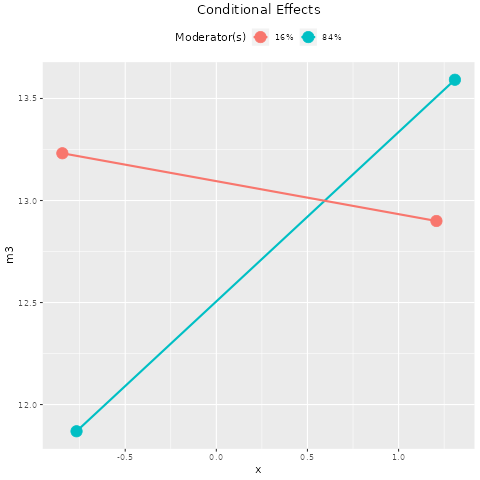 Conditional Effects
Moderator(s) 16% 84%
13.5
13.0
12.5
12.0
m3
-0.5 0.0 0.5 1.0
x